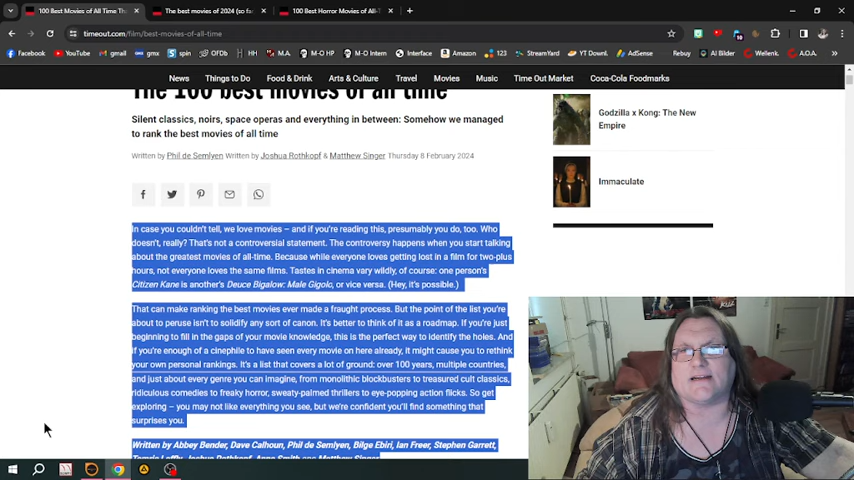 100 Best Movies of All Time Th
The best movies of 2024 (so fa
100 Best Horror Movies of All-T
timeout.com/film/best-movies-of-all-time
Facebook YouTube gmail gmx spin OFDb M.A. M-O HP M-O Intern Interface Amazon 123 StreamYard YT Downl. AdSense Rebuy AI Bilder Wellenk. A.O.A.
News Things to Do Food & Drink Arts & Culture Travel Movies Music Time Out Market Coca-Cola Foodmarks
The 100 best movies of all time
Silent classics, noirs, space operas and everything in between: Somehow we managed
to rank the best movies of all time
Written by Phil de Semlyen Written by Joshua Rothkopf & Matthew Singer Thursday 8 February 2024
Godzilla x Kong: The New
Empire
Immaculate
In case you couldn't tell, we love movies – and if you're reading this, presumably you do, too. Who
doesn't, really? That's not a controversial statement. The controversy happens when you start talking
about the greatest movies of all-time. Because while everyone loves getting lost in a film for two-plus
hours, not everyone loves the same films. Tastes in cinema vary wildly, of course: one person's
Citizen Kane is another's Deuce Bigalow: Male Gigolo, or vice versa. (Hey, it's possible.)
That can make ranking the best movies ever made a fraught process. But the point of the list you're
about to peruse isn't to solidify any sort of canon. It's better to think of it as a roadmap. If you're just
beginning to fill in the gaps of your movie knowledge, this is the perfect way to identify the holes. And
if you're enough of a cinephile to have seen every movie on here already, it might cause you to rethink
your own personal rankings. It's a list that covers a lot of ground: over 100 years, multiple countries,
and just about every genre you can imagine, from monolithic blockbusters to treasured cult classics,
ridiculous comedies to freaky horror, sweaty-palmed thrillers to eye-popping action flicks. So get
exploring – you may not like everything you see, but we're confident you'll find something that
surprises you.
Written by Abbey Bender, Dave Calhoun, Phil de Semlyen, Bilge Ebiri, Ian Freer, Stephen Garrett,
Tomris Laffly, Joshua Rothkopf, Anna Smith and Matthew Singer